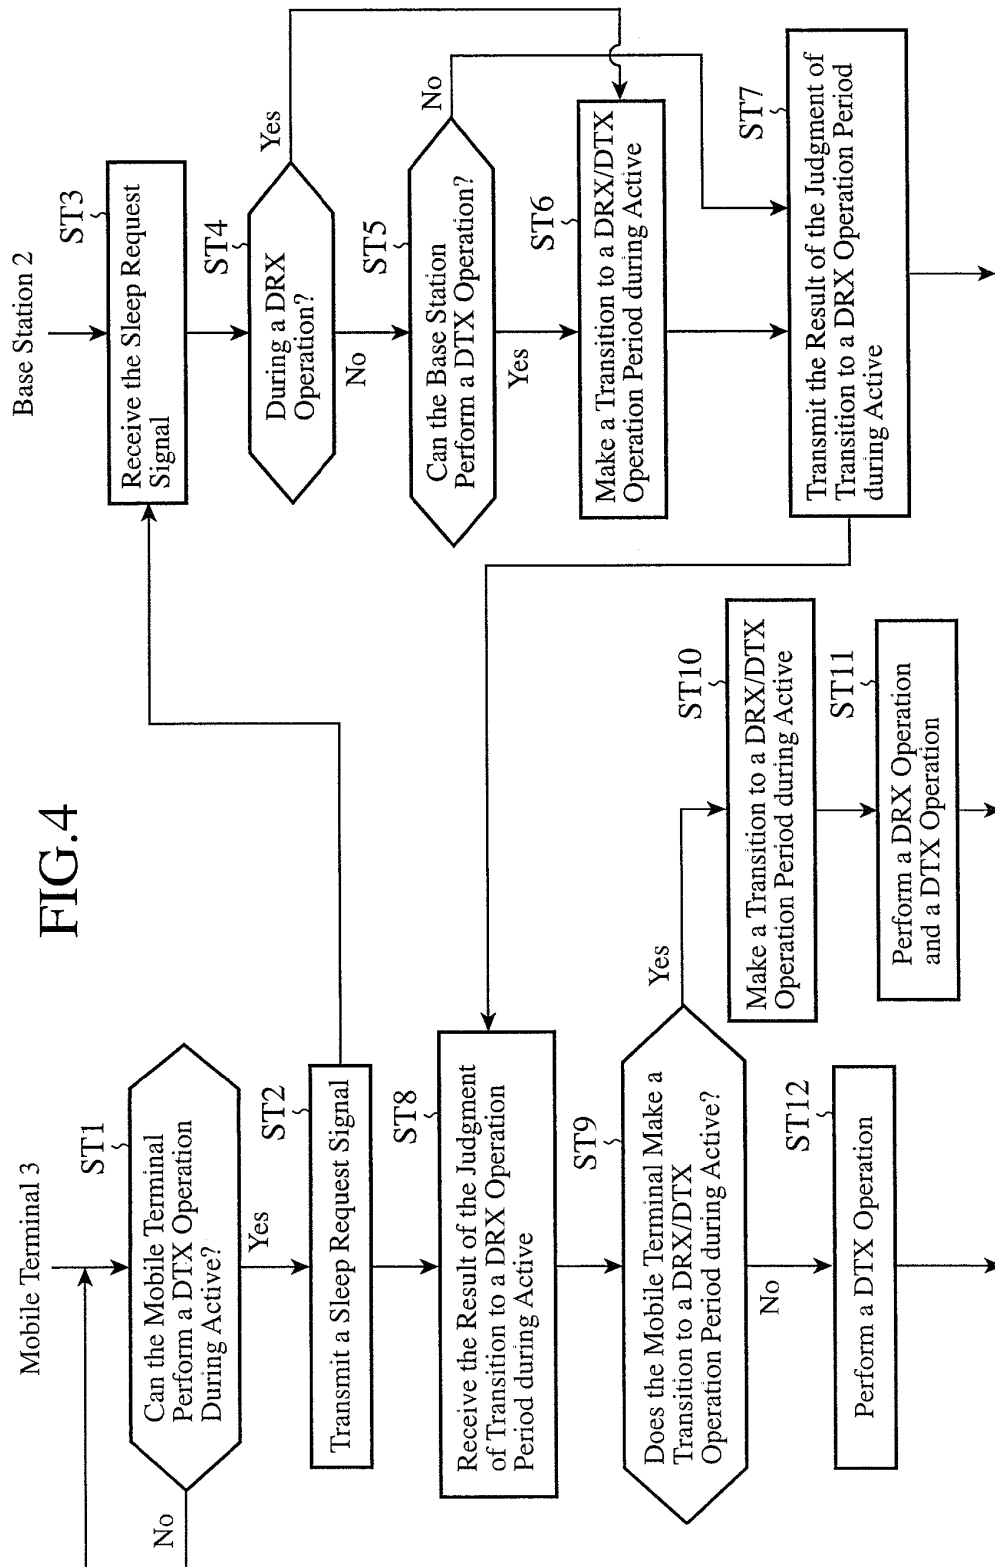 FIG.4
Mobile Terminal 3
ST1
Can the Mobile Terminal
Perform a DTX Operation
During Active?
No
Yes
ST2
Transmit a Sleep Request Signal
ST8
Receive the Result of the Judgment
of Transition to a DRX Operation
Period during Active
ST9
Does the Mobile Terminal Make a
Transition to a DRX/DTX
Operation Period during Active?
Yes
No
ST10
Make a Transition to a DRX/DTX
Operation Period during Active
ST11
Perform a DRX Operation
and a DTX Operation
ST12
Perform a DTX Operation
Base Station 2
ST3
Receive the Sleep Request
Signal
ST4
During a DRX
Operation?
Yes
No
ST5
Can the Base Station
Perform a DTX Operation?
No
Yes
ST6
Make a Transition to a DRX/DTX
Operation Period during Active
ST7
Transmit the Result of the Judgment of
Transition to a DRX Operation Period
during Active